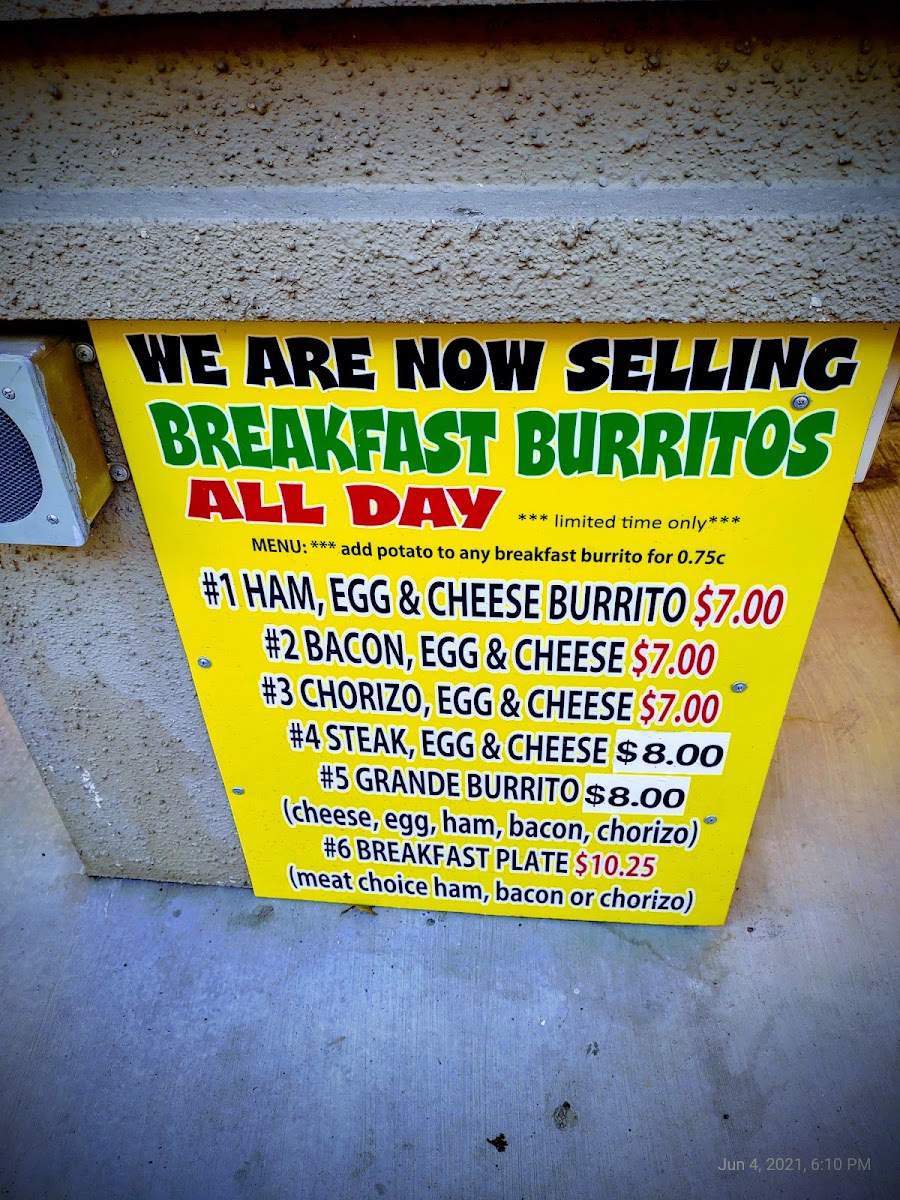 WE ARE NOW SELLING
BREAKFAST BURRITOS
ALL DAY *** limited time only***
MENU: *** add potato to any breakfast burrito for 0.75c
#1 HAM, EGG & CHEESE BURRITO $7.00
#2 BACON, EGG & CHEESE $7.00
#3 CHORIZO, EGG & CHEESE $7.00
#4 STEAK, EGG & CHEESE $8.00
#5 GRANDE BURRITO $8.00
(cheese, egg, ham, bacon, chorizo)
#6 BREAKFAST PLATE $10.25
(meat choice ham, bacon or chorizo)
Jun 4, 2021, 6:10 PM